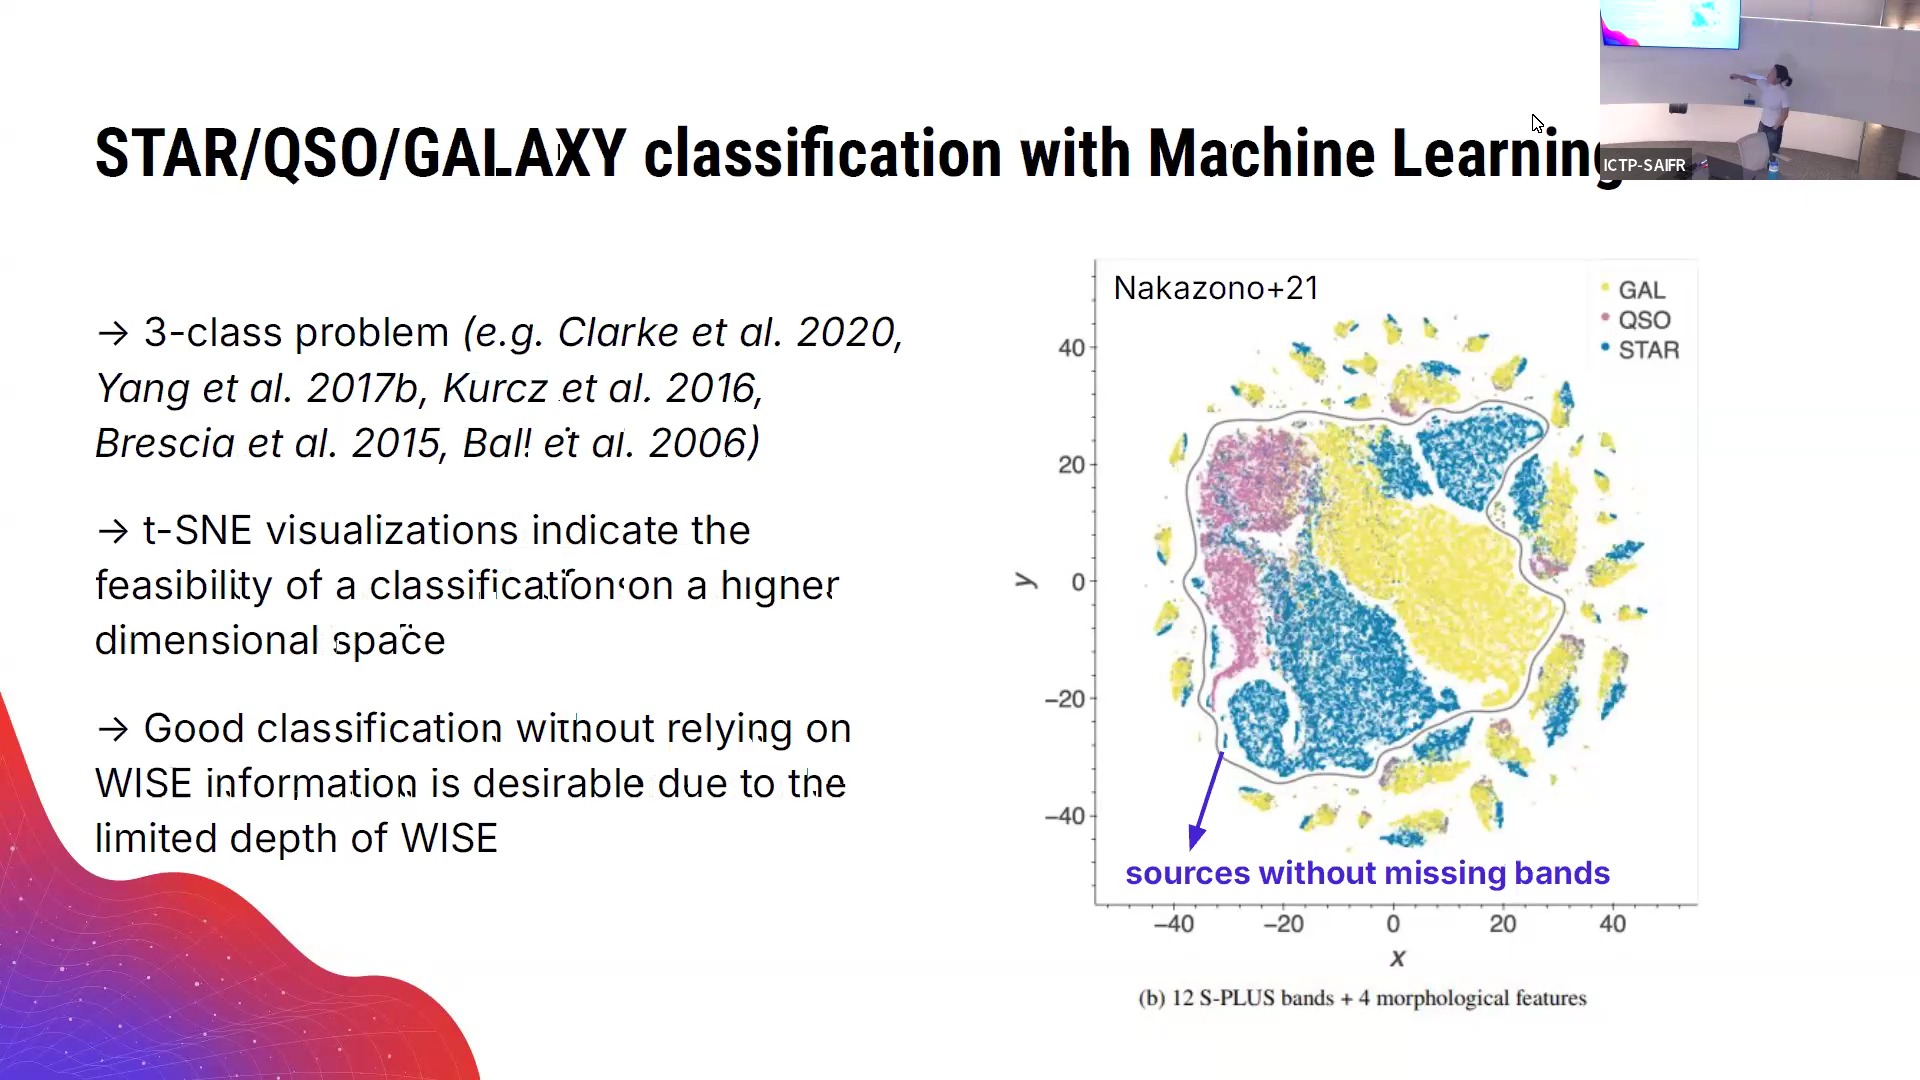 STAR/QSO/GALAXY classification with Machine Learning
ICTP-SAIFR
→ 3-class problem (e.g. Clarke et al. 2020,
Yang et al. 2017b, Kurcz et al. 2016,
Brescia et al. 2015, Ball et al. 2006)
→ t-SNE visualizations indicate the
feasibility of a classification on a higher
dimensional space
→ Good classification without relying on
WISE information is desirable due to the
limited depth of WISE
Nakazono+21
GAL
QSO
STAR
40
20
0
−20
−40
y
sources without missing bands
−40 −20 0 20 40
x
(b) 12 S-PLUS bands + 4 morphological features